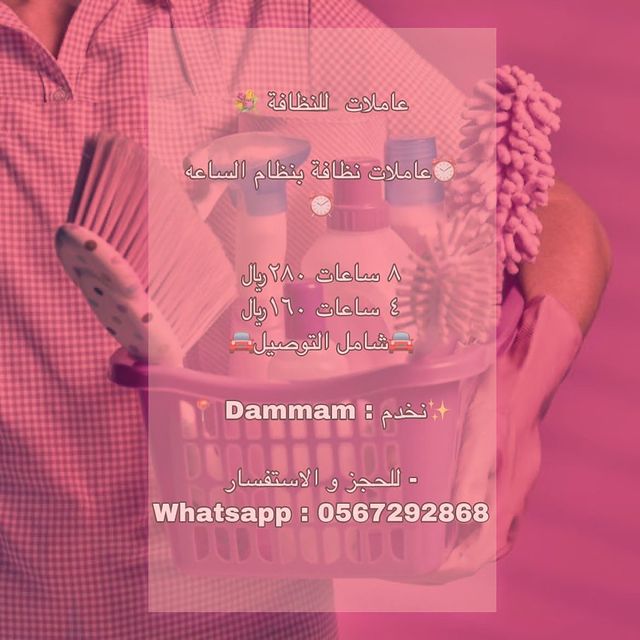 عاملات للنظافة 💐
⏰عاملات نظافة بنظام الساعه
⏰
٨ ساعات ٢٨٠ريال
٤ ساعات ١٦٠ريال
🚘شامل التوصيل🚘
✨نخدم : Dammam 📍
- للحجز و الاستفسار
Whatsapp : 0567292868